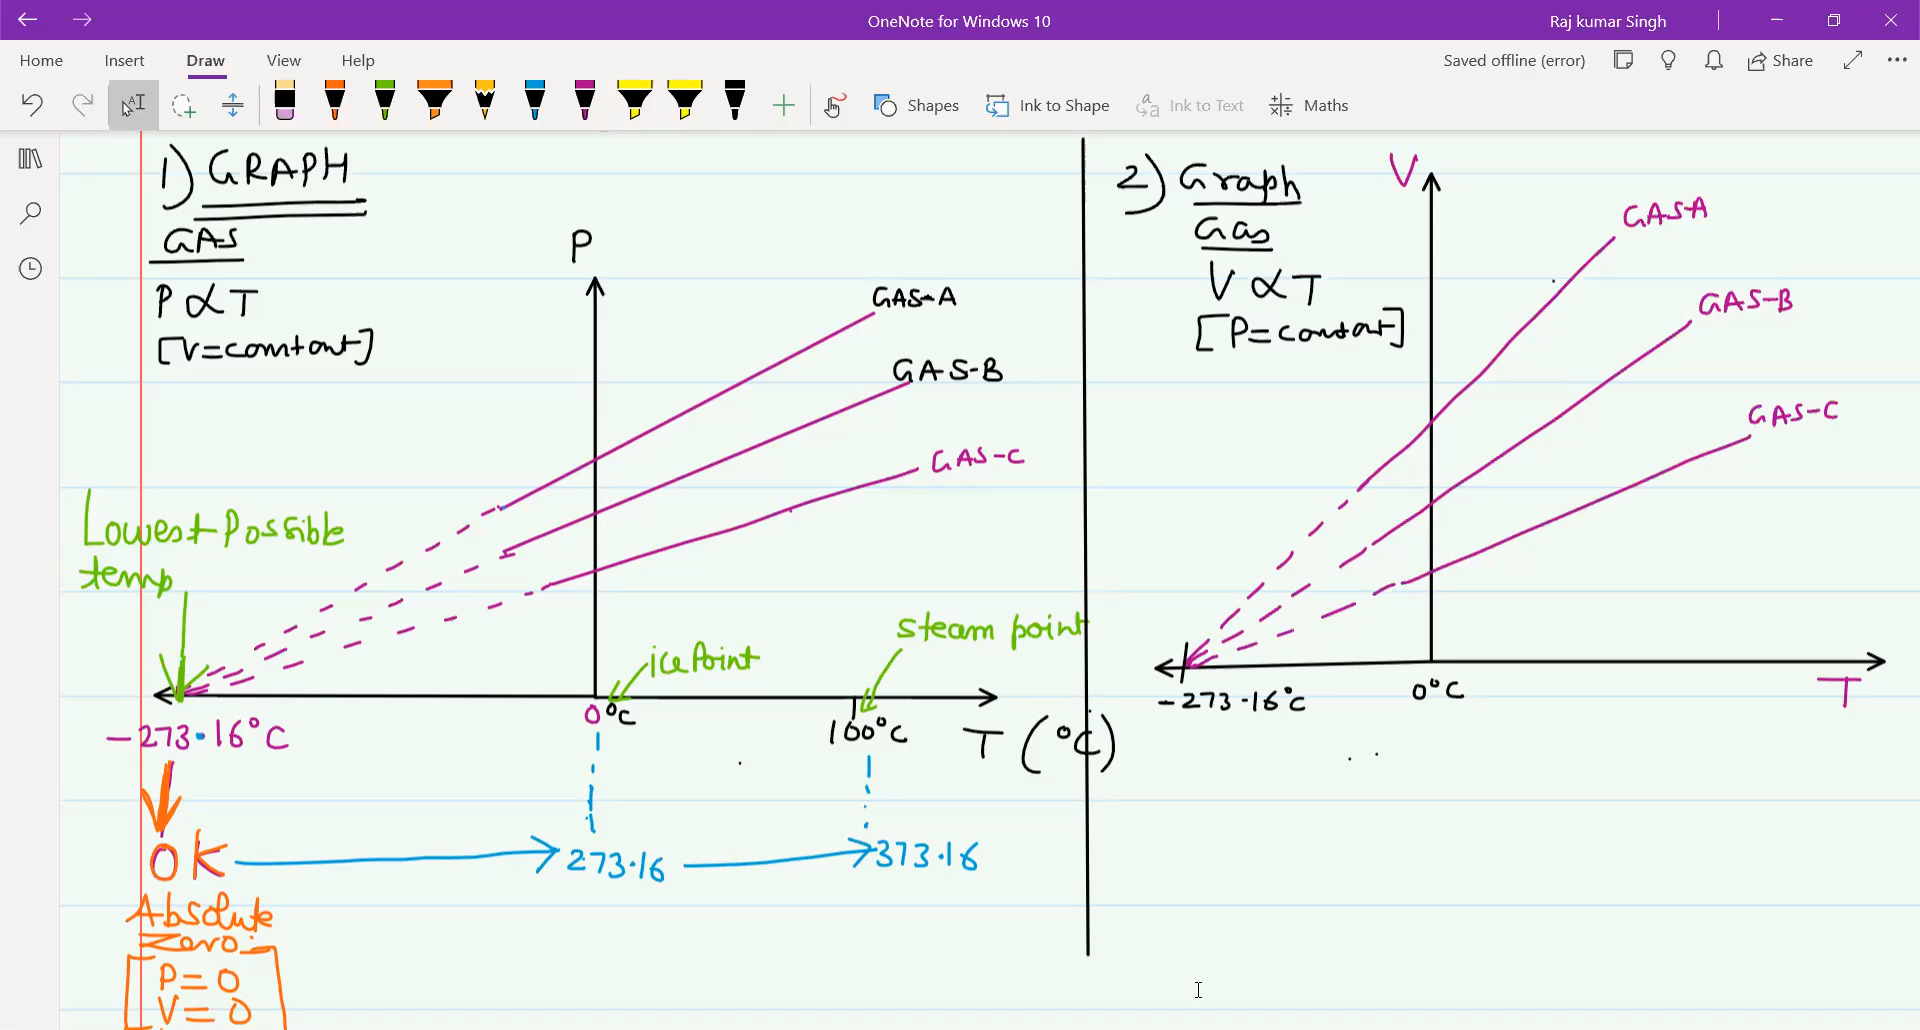 OneNote for Windows 10
Raj kumar Singh
Home Insert Draw View Help
Saved offline (error) Share
Shapes Ink to Shape Ink to Text Maths
1) GRAPH
GAS
P ∝ T
[V=constant]
P
GAS-A
GAS-B
GAS-C
Lowest Possible
temp
ice Point
steam point
-273.16°C
0°C
100°C
T (°C)
0K
273.16
373.16
Absolute
Zero:
P = 0
V = 0
2) Graph
Gas
V ∝ T
[P=constant]
V
GAS-A
GAS-B
GAS-C
-273.16°C
0°C
T